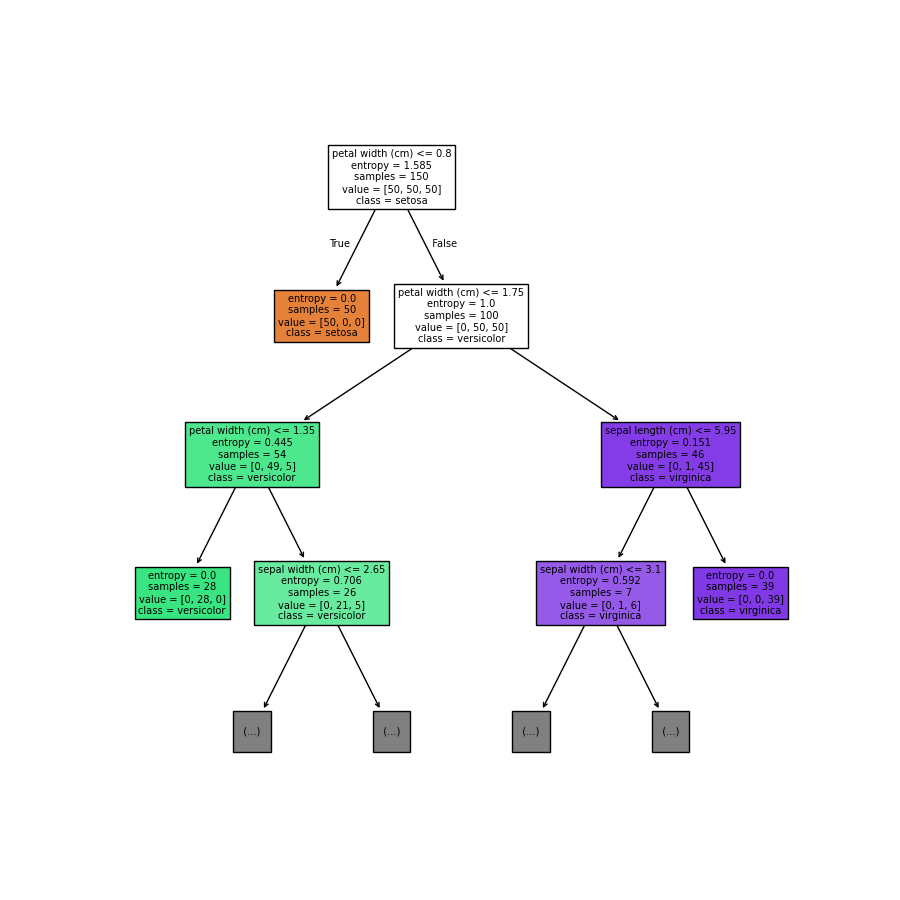 petal width (cm) <= 0.8
entropy = 1.585
samples = 150
value = [50, 50, 50]
class = setosa
True
False
entropy = 0.0
samples = 50
value = [50, 0, 0]
class = setosa
petal width (cm) <= 1.75
entropy = 1.0
samples = 100
value = [0, 50, 50]
class = versicolor
petal width (cm) <= 1.35
entropy = 0.445
samples = 54
value = [0, 49, 5]
class = versicolor
sepal length (cm) <= 5.95
entropy = 0.151
samples = 46
value = [0, 1, 45]
class = virginica
entropy = 0.0
samples = 28
value = [0, 28, 0]
class = versicolor
sepal width (cm) <= 2.65
entropy = 0.706
samples = 26
value = [0, 21, 5]
class = versicolor
sepal width (cm) <= 3.1
entropy = 0.592
samples = 7
value = [0, 1, 6]
class = virginica
entropy = 0.0
samples = 39
value = [0, 0, 39]
class = virginica
(...)
(...)
(...)
(...)